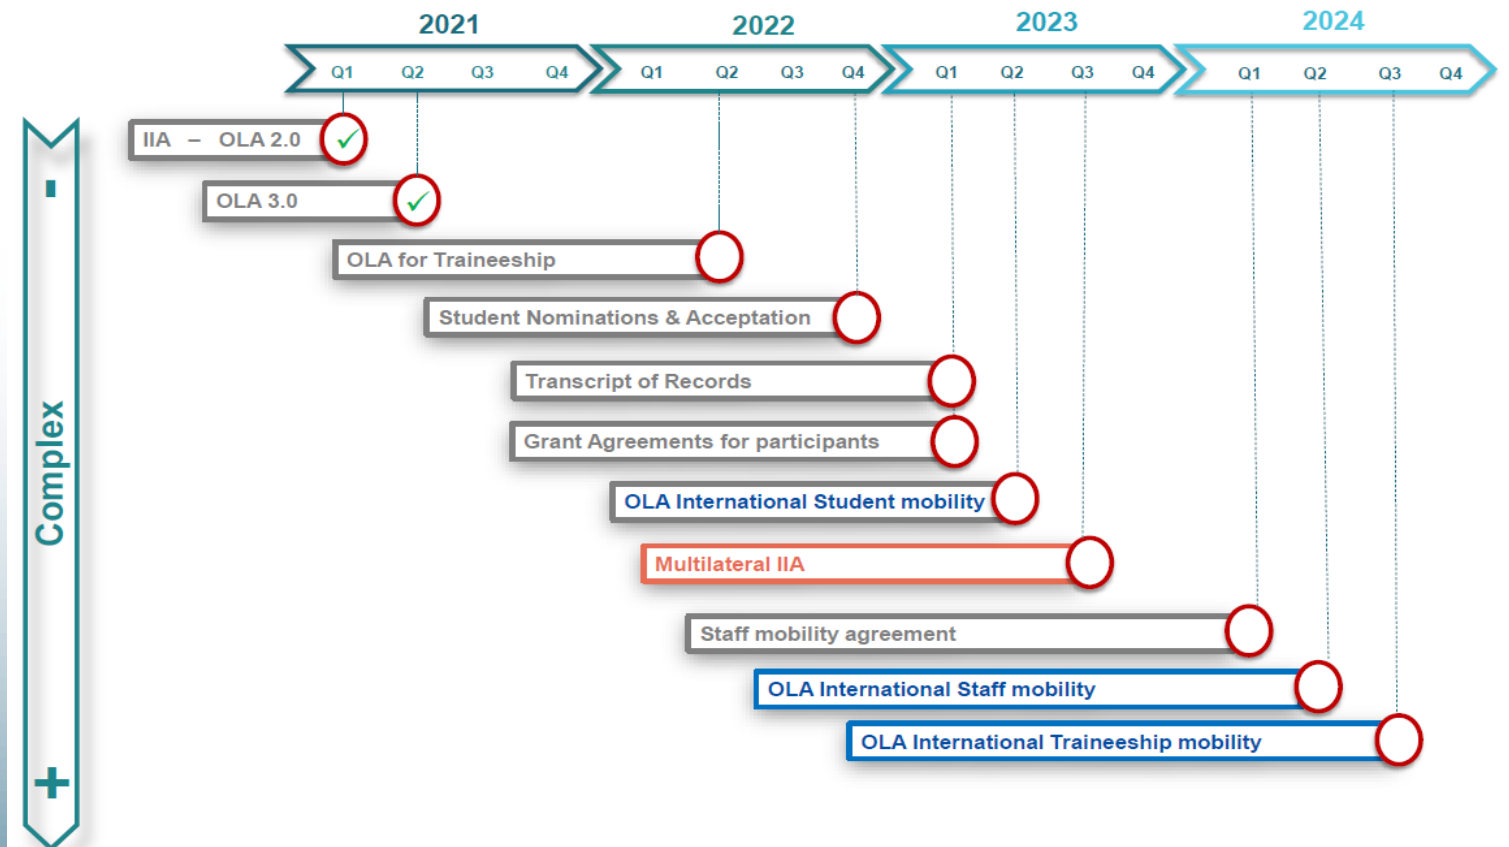 2021 2022 2023 2024
Q1 Q2 Q3 Q4 Q1 Q2 Q3 Q4 Q1 Q2 Q3 Q4 Q1 Q2 Q3 Q4
IIA – OLA 2.0
-
OLA 3.0
OLA for Traineeship
Student Nominations & Acceptation
Transcript of Records
Grant Agreements for participants
Complex
OLA International Student mobility
Multilateral IIA
Staff mobility agreement
OLA International Staff mobility
OLA International Traineeship mobility
+